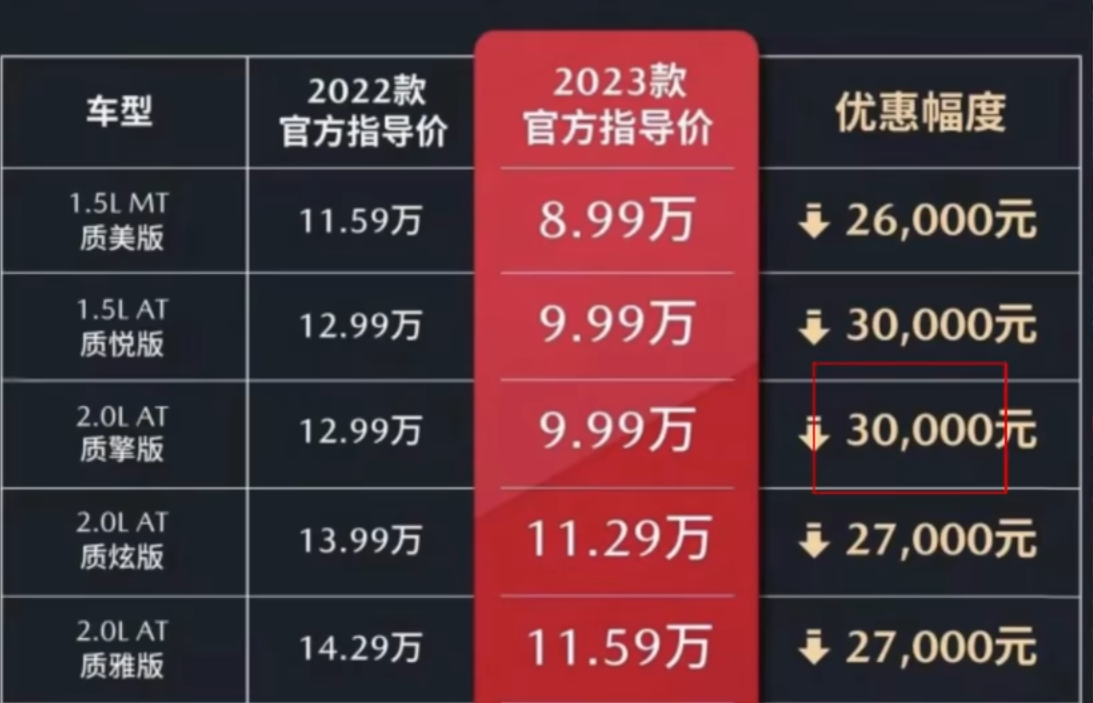 车型
2022款
官方指导价
2023款
官方指导价
优惠幅度
1.5L MT
质美版
11.59万
8.99万
26,000元
1.5L AT
质悦版
12.99万
9.99万
30,000元
2.0L AT
质擎版
12.99万
9.99万
30,000元
2.0L AT
质炫版
13.99万
11.29万
27,000元
2.0L AT
质雅版
14.29万
11.59万
27,000元